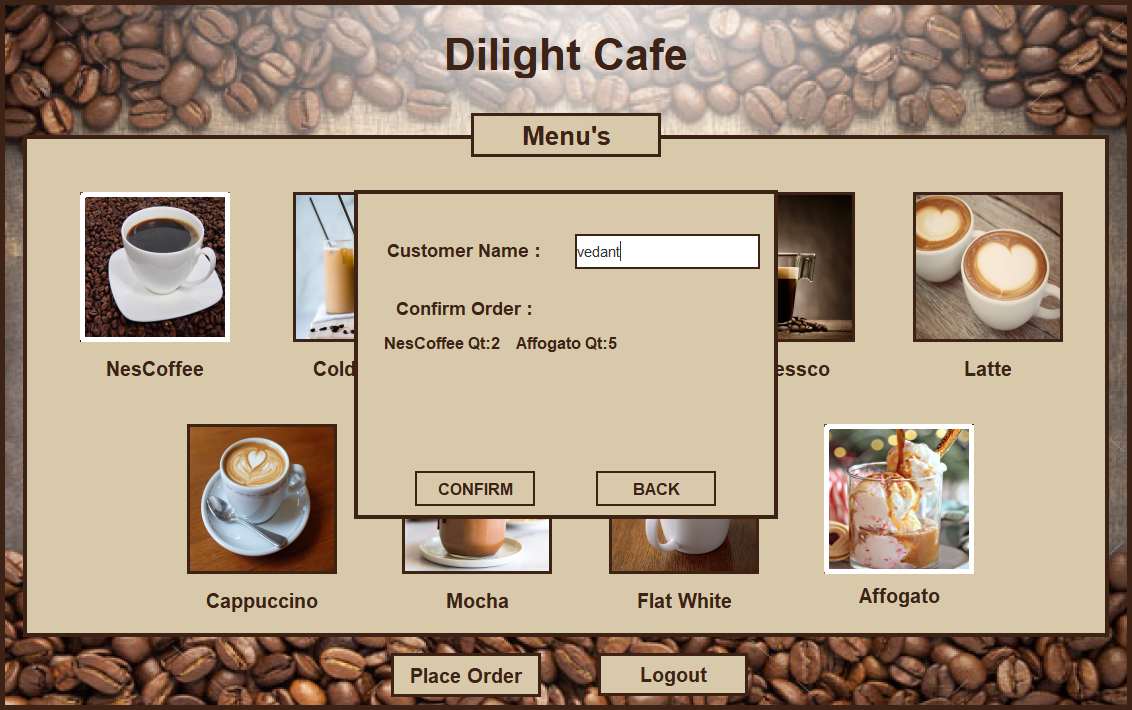 Dilight Cafe
Menu's
Customer Name : vedant
Confirm Order :
NesCoffee Qt:2 Affogato Qt:5
CONFIRM BACK
NesCoffee Cold essco Latte
Cappuccino Mocha Flat White Affogato
Place Order Logout